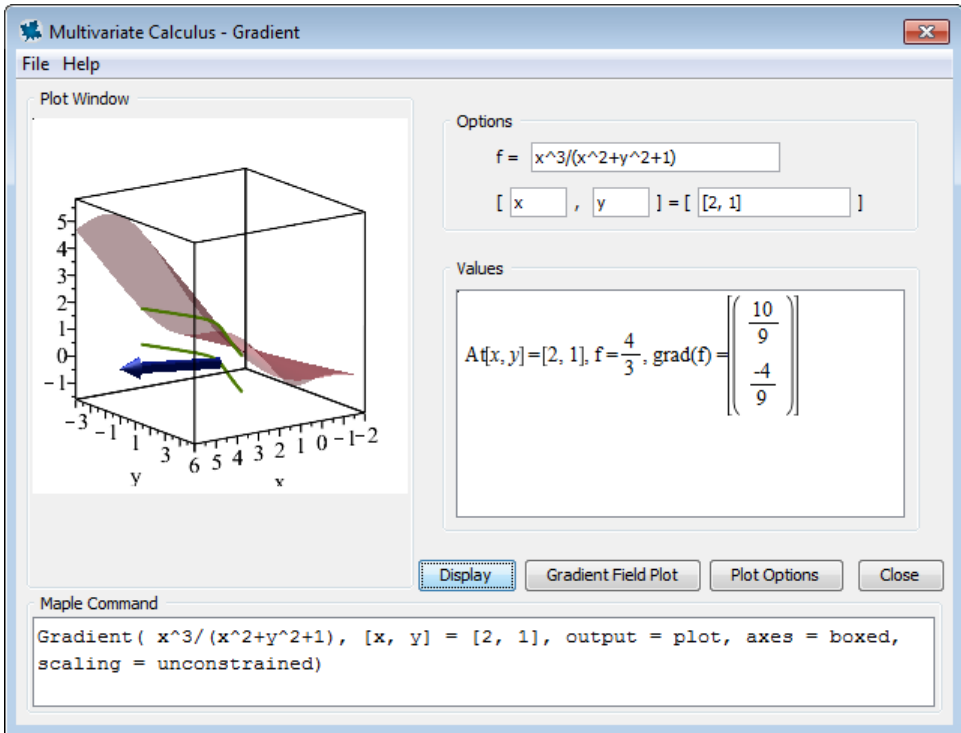 Multivariate Calculus - Gradient
File Help
Plot Window
5
4
3
2
1
0
-1
-3 -1 1 3
y
6 5 4 3 2 1 0 -1 -2
x
Options
f = x^3/(x^2+y^2+1)
[ x , y ] = [ [2, 1] ]
Values
At[x, y]=[2, 1], f=4/3, grad(f)=[(10/9 -4/9)]
Display Gradient Field Plot Plot Options Close
Maple Command
Gradient( x^3/(x^2+y^2+1), [x, y] = [2, 1], output = plot, axes = boxed,
scaling = unconstrained)